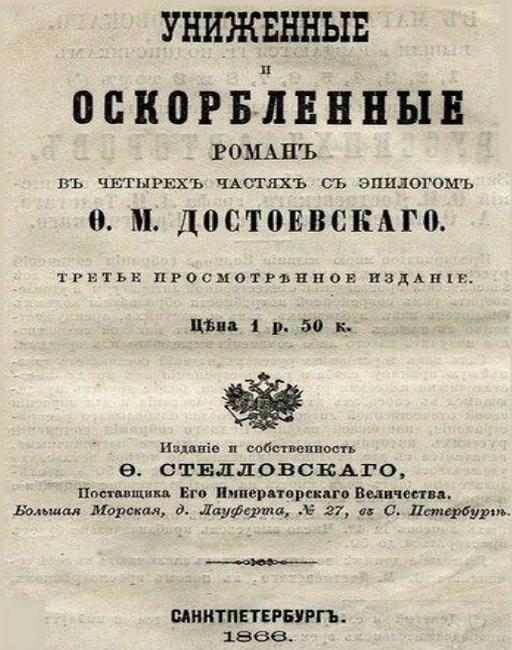 УНИЖЕННЫЕ
и
ОСКОРБЛЕННЫЕ
РОМАНЪ
ВЪ ЧЕТЫРЕХЪ ЧАСТЯХЪ СЪ ЭПИЛОГОМЪ
Ѳ. М. ДОСТОЕВСКАГО.
ТРЕТЬЕ ПРОСМОТРѢННОЕ ИЗДАНІЕ.
Цѣна 1 р. 50 к.
Изданіе и собственность
Ѳ. СТЕЛЛОВСКАГО,
Поставщика Его Императорскаго Величества.
Большая Морская, д. Лауферта, № 27, въ С. Петербургѣ.
САНКТПЕТЕРБУРГЪ.
1866.